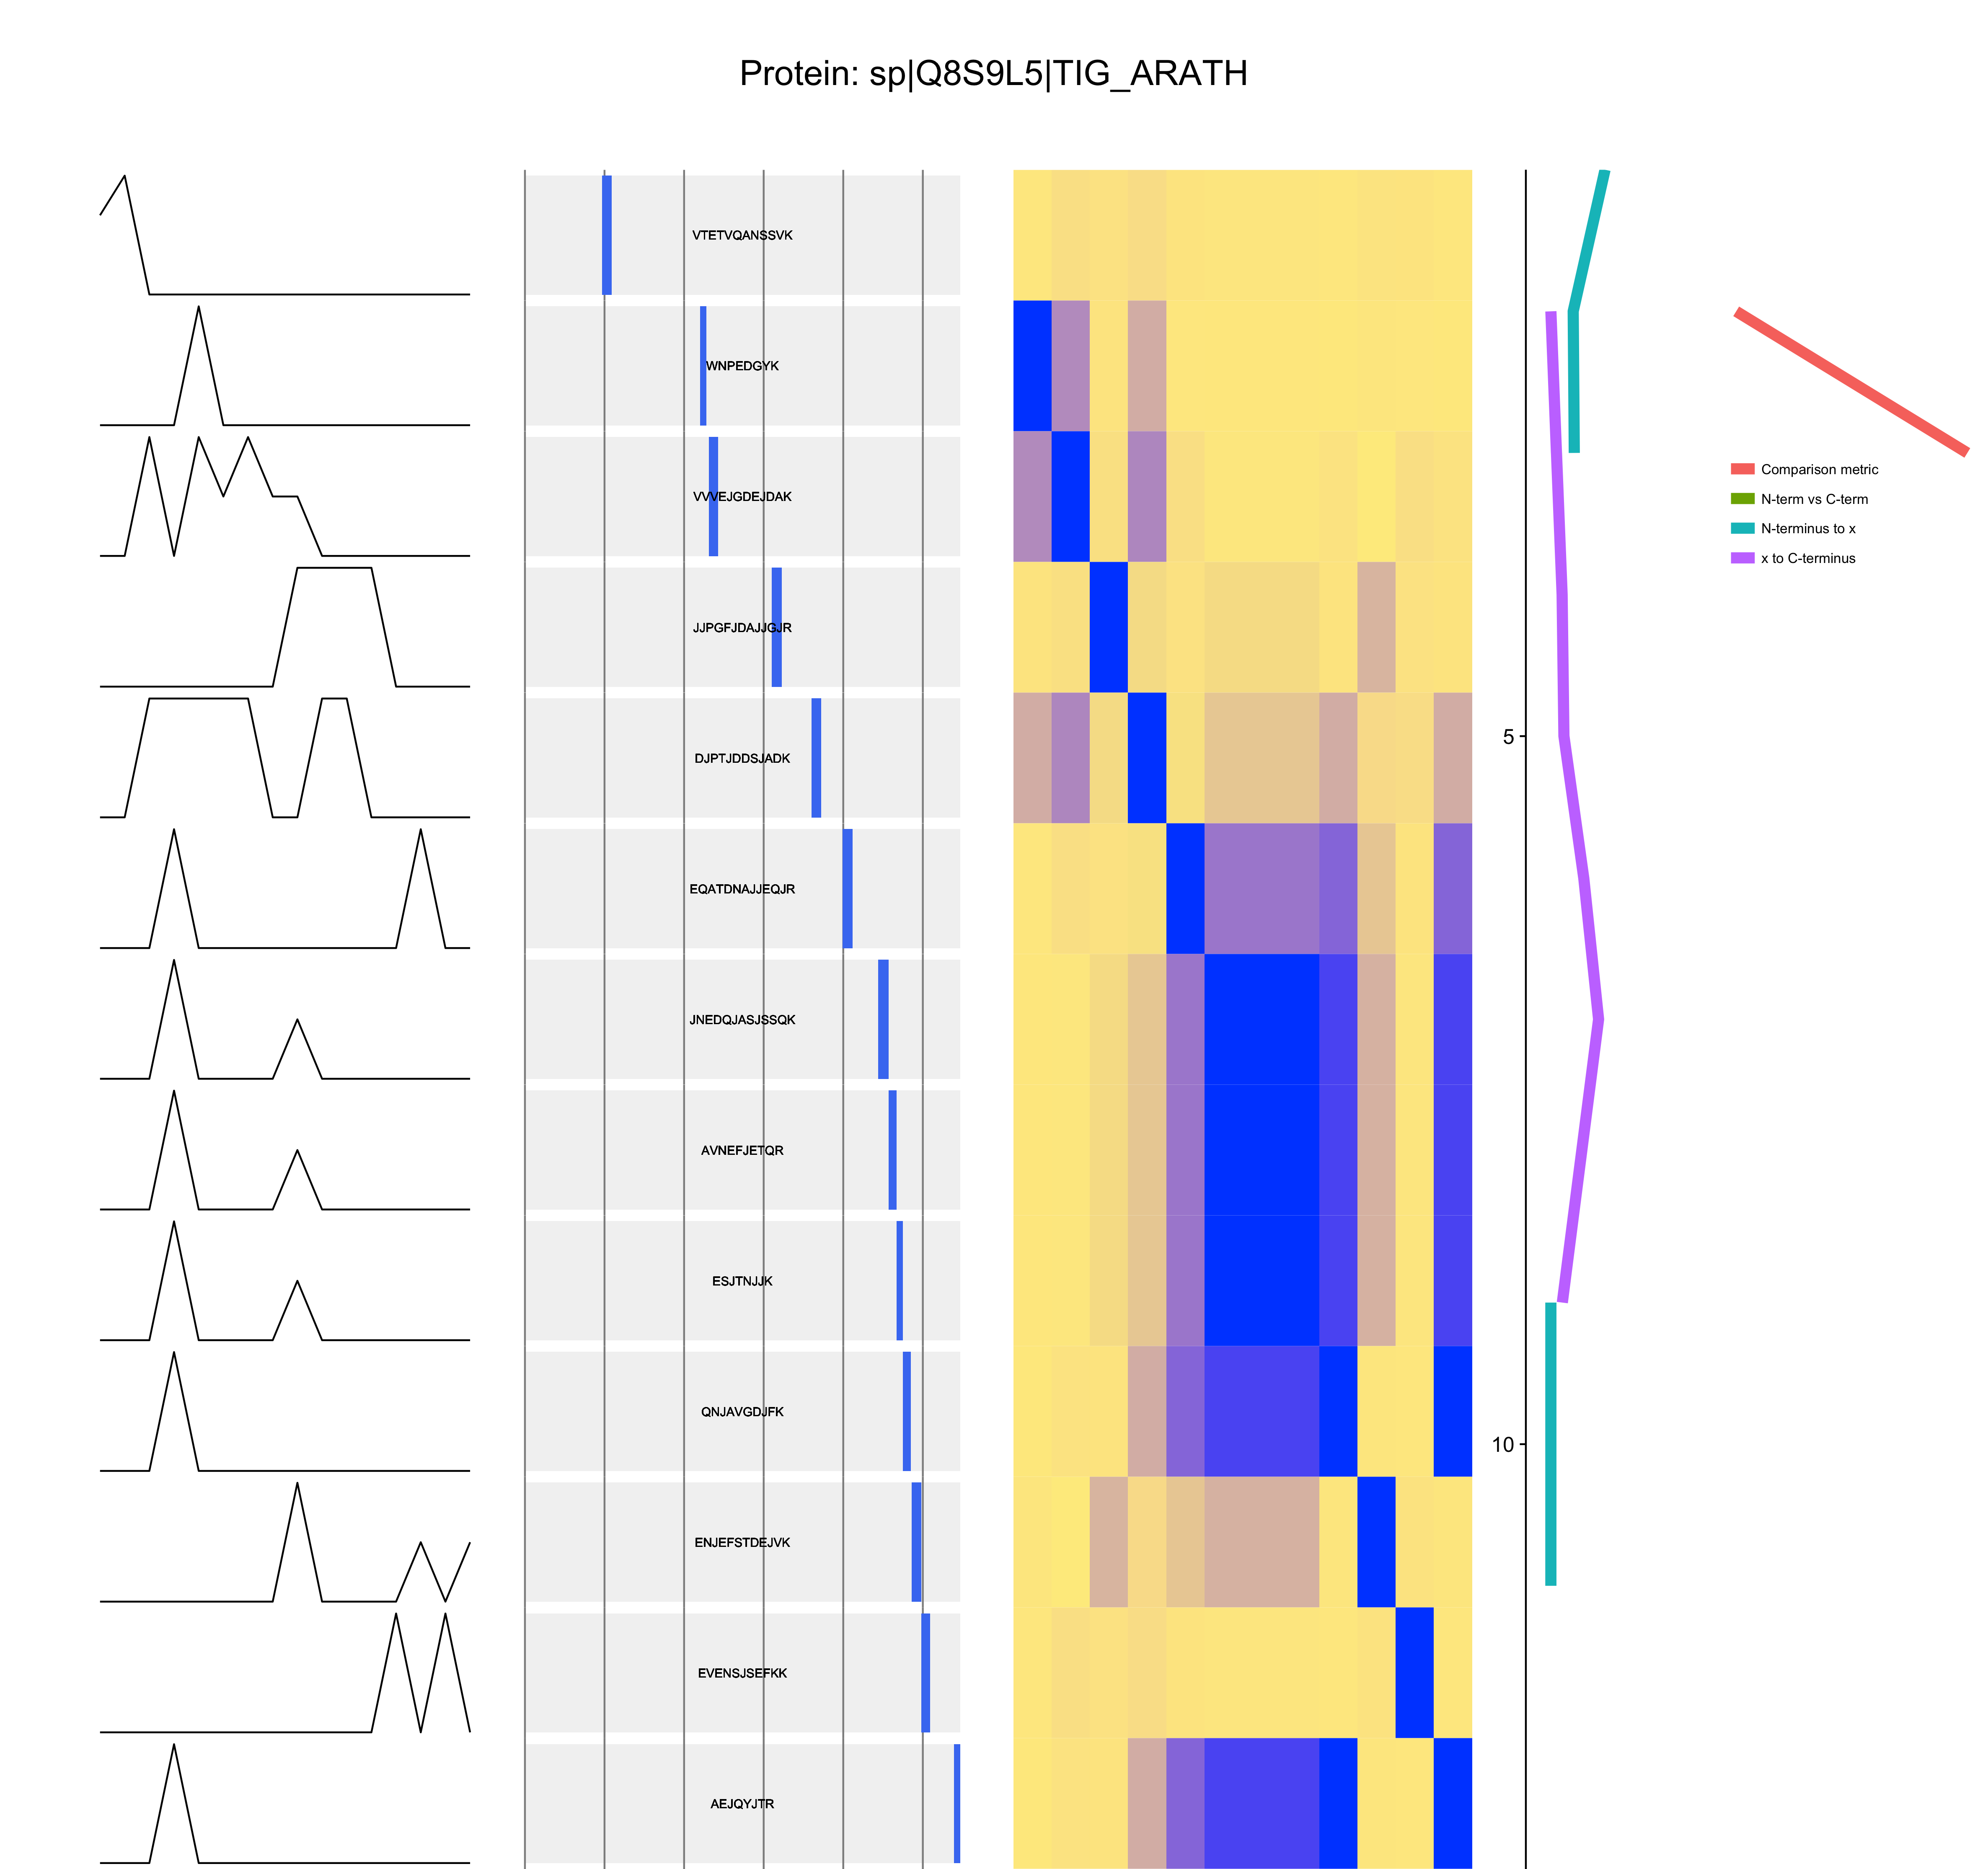 Protein: sp|Q8S9L5|TIG_ARATH
VTETVQANSSVK
WNPEDGYK
VVVEJGDEJDAK
Comparison metric
N-term vs C-term
N-terminus to x
x to C-terminus
JJPGFJDAJJGJR
5
DJPTJDDSJADK
EQATDNAJJEQJR
JNEDQJASJSSQK
AVNEFJETQR
ESJTNJJK
QNJAVGDJFK
10
ENJEFSTDEJVK
EVENSJSEFKK
AEJQYJTR